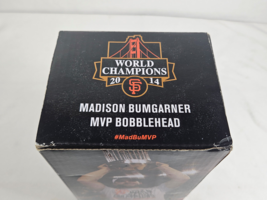 WORLD
CHAMPIONS
20 SF 14
MADISON BUMGARNER
MVP BOBBLEHEAD
#MadBuMVP